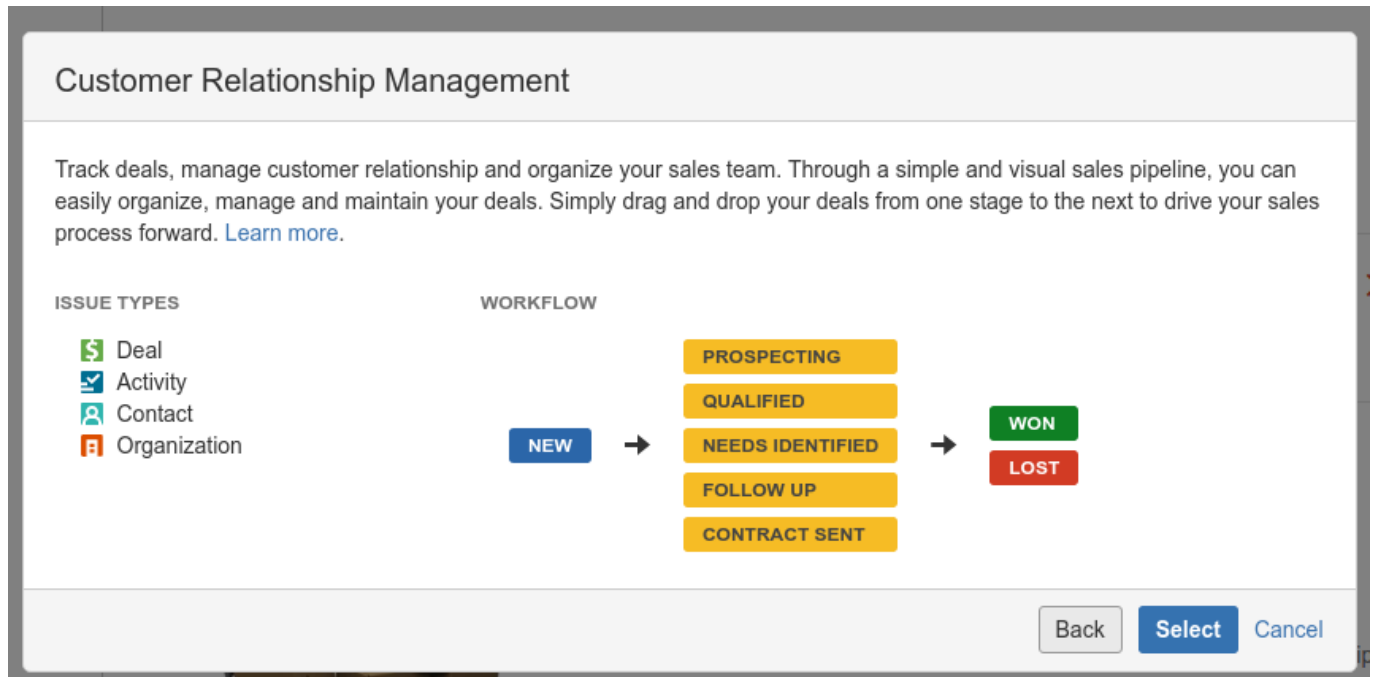 Customer Relationship Management
Track deals, manage customer relationship and organize your sales team. Through a simple and visual sales pipeline, you can
easily organize, manage and maintain your deals. Simply drag and drop your deals from one stage to the next to drive your sales
process forward. Learn more.
ISSUE TYPES
Deal
Activity
Contact
Organization
WORKFLOW
NEW
PROSPECTING
QUALIFIED
NEEDS IDENTIFIED
FOLLOW UP
CONTRACT SENT
WON
LOST
Back
Select
Cancel